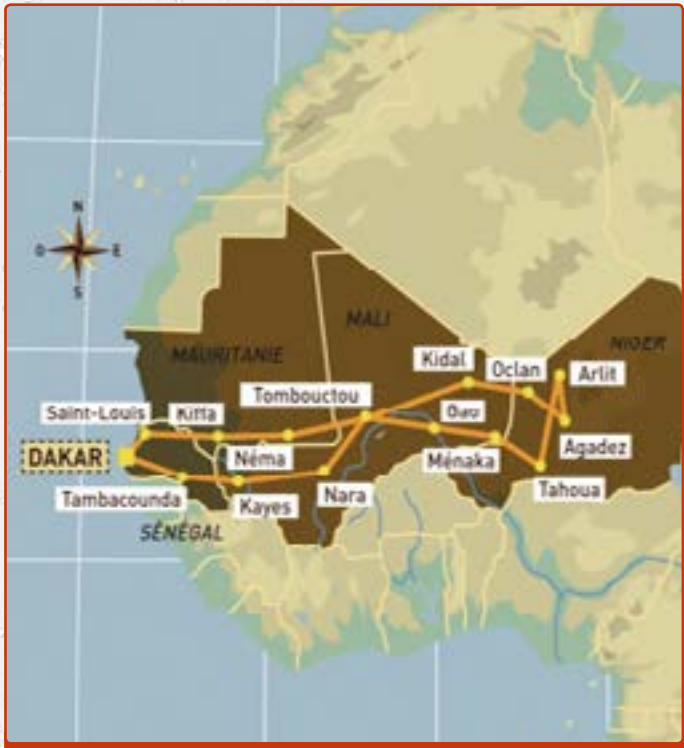 N
O E
S
MALI
MAURITANIE
NIGER
Kidal
Oclan
Arlit
Tombouctou
Saint-Louis
Kiffa
Gao
Agadez
DAKAR
Néma
Ménaka
Tahoua
Tambacounda
Kayes
Nara
SÉNÉGAL